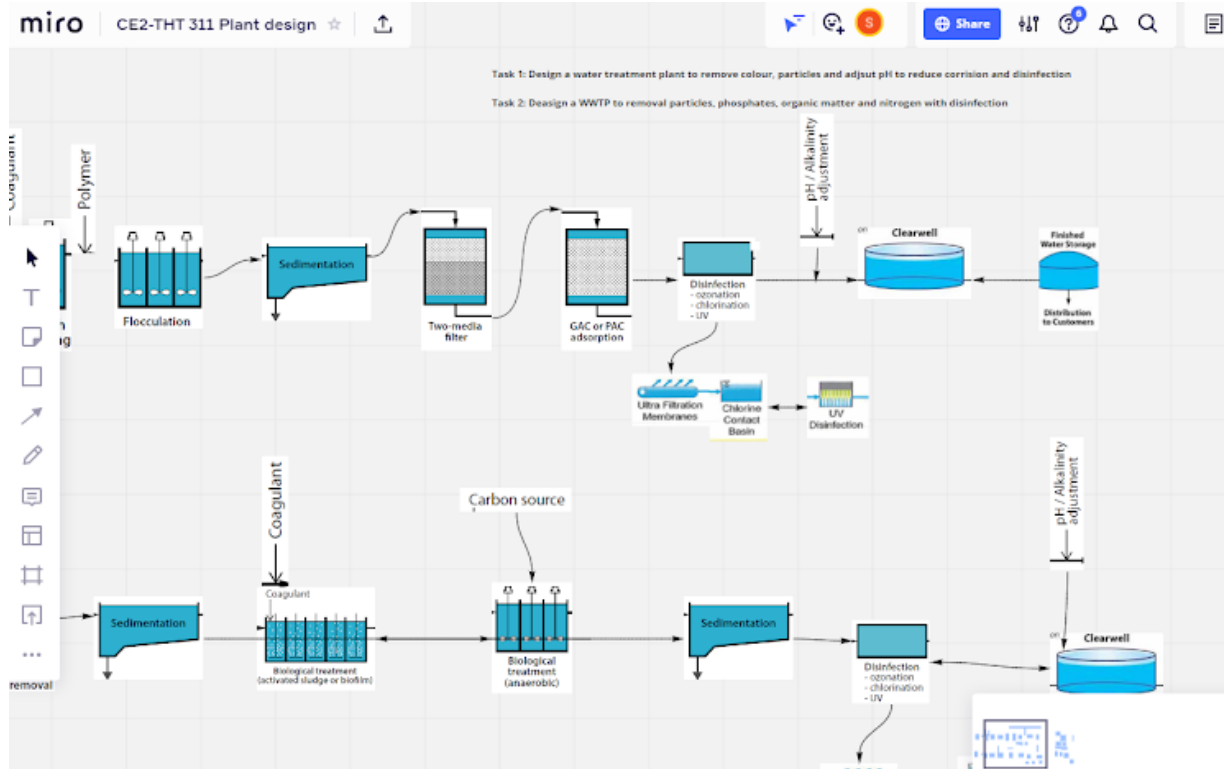 miro
CE2-THT 311 Plant design
S
Share
6
Task 1: Design a water treatment plant to remove colour, particles and adjsut pH to reduce corrision and disinfection
Task 2: Deasign a WWTP to removal particles, phosphates, organic matter and nitrogen with disinfection
Coagulant
Polymer
pH / Alkalinity
adjustment
Flocculation
Sedimentation
Two-media
filter
GAC or PAC
adsorption
Disinfection
- ozonation
- chlorination
- UV
on
Clearwell
Finished
Water Storage
Distribution
to Customers
Ultra Filtration
Membranes
Chlorine
Contact
Basin
UV
Disinfection
Coagulant
Carbon source
pH / Alkalinity
adjustment
Sedimentation
Coagulant
Biological treatment
(activated sludge or biofilm)
Biological
treatment
(anaerobic)
Sedimentation
Disinfection
- ozonation
- chlorination
- UV
on
Clearwell
removal